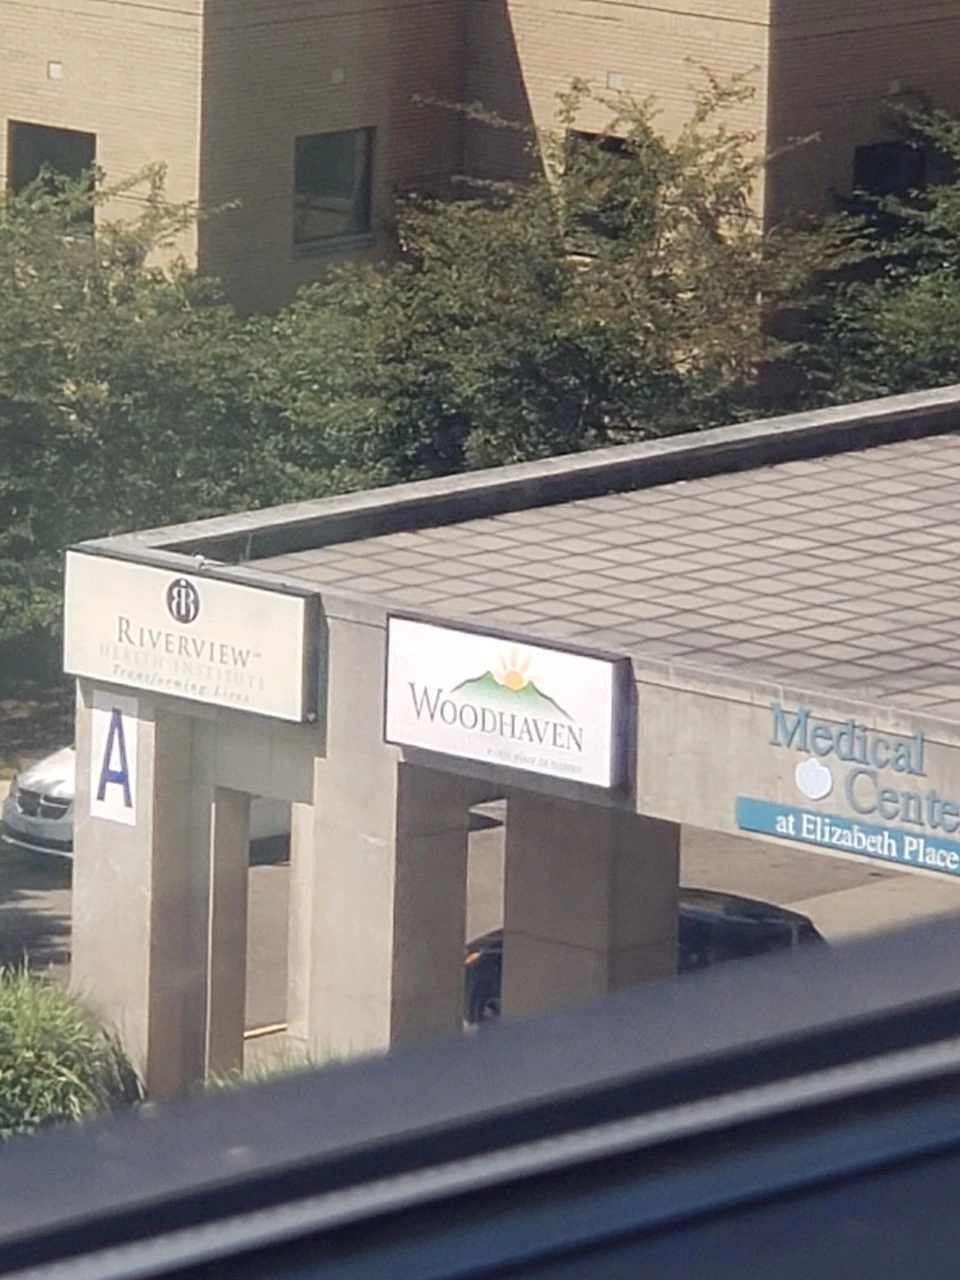 RIVERVIEW
HEALTH INSTITUTE
Transforming Lives
A
WOODHAVEN
Medical
Cente
at Elizabeth Place